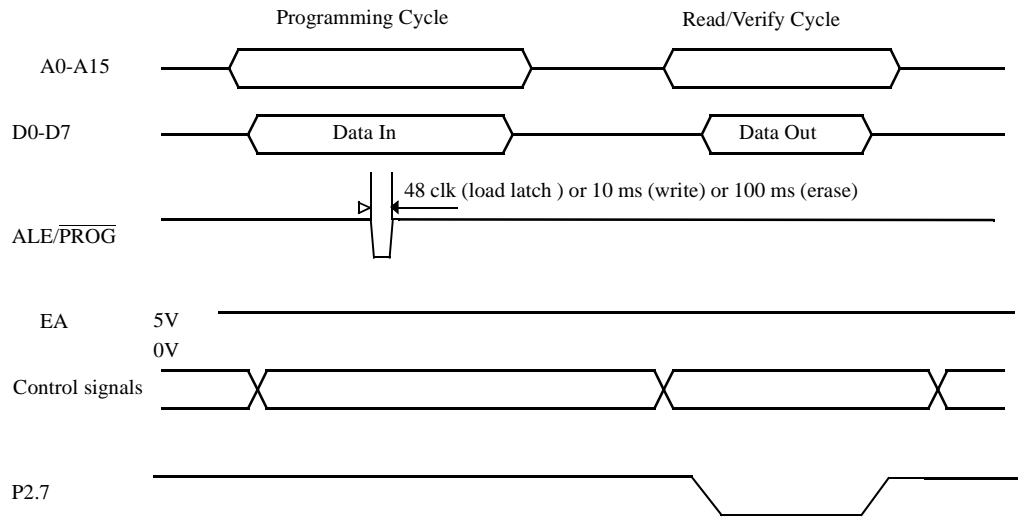 Programming Cycle
Read/Verify Cycle
A0-A15
D0-D7
Data In
Data Out
48 clk (load latch ) or 10 ms (write) or 100 ms (erase)
ALE/P̅R̅O̅G̅
EA
5V
0V
Control signals
P2.7